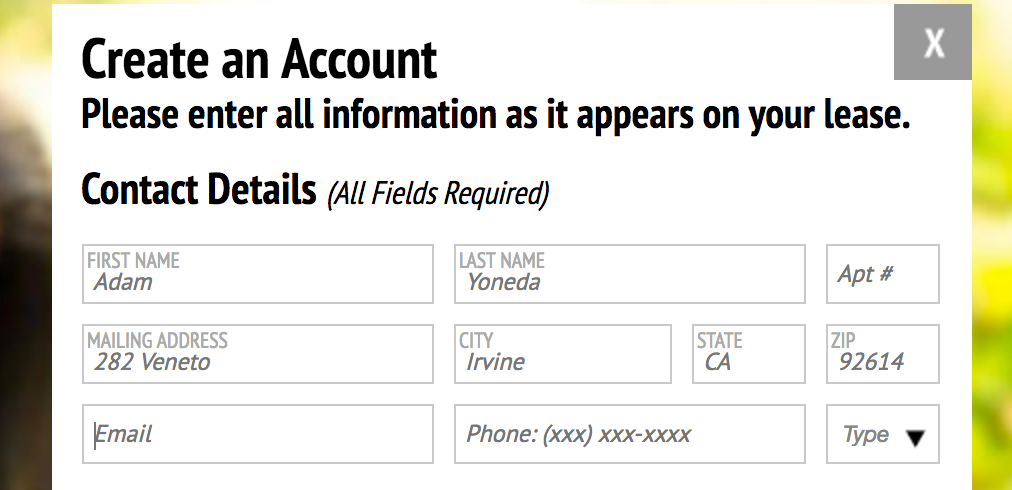 X
Create an Account
Please enter all information as it appears on your lease.
Contact Details (All Fields Required)
FIRST NAME LAST NAME
Adam Yoneda Apt #
MAILING ADDRESS CITY STATE ZIP
282 Veneto Irvine CA 92614
Email Phone: (xxx) xxx-xxxx Type